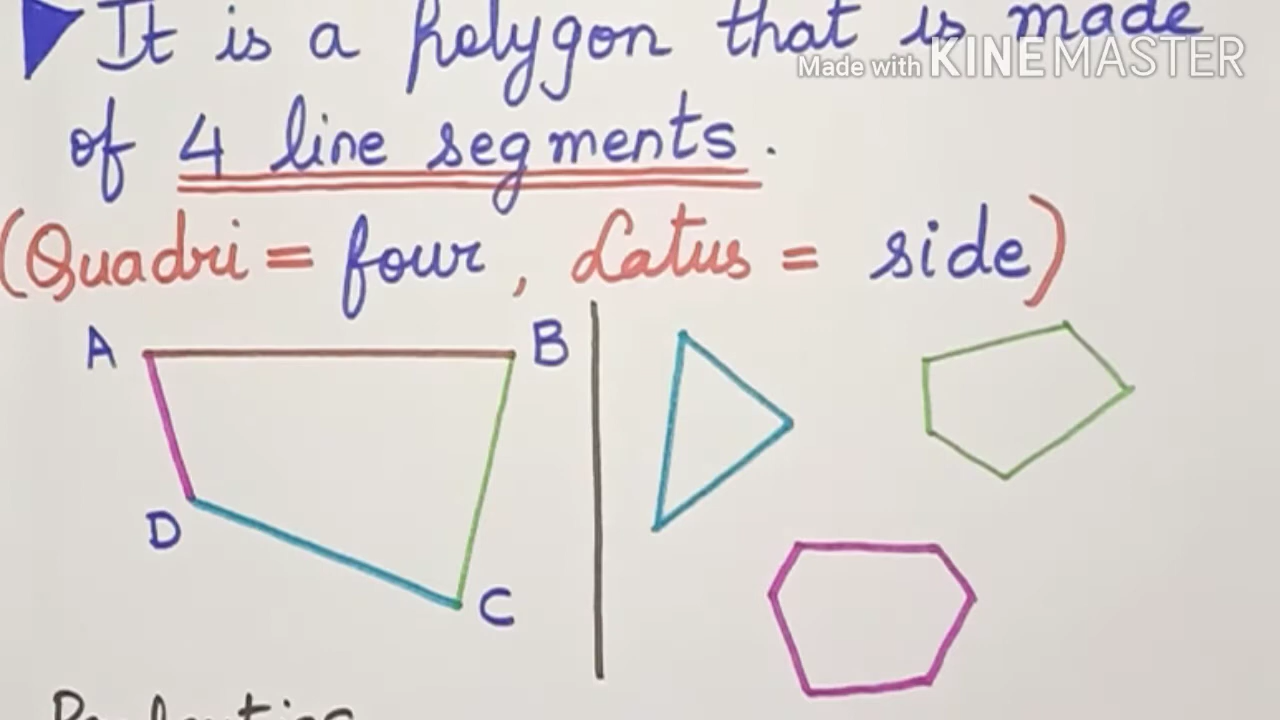 It is a polygon that is made
Made with KINEMASTER
of 4 line segments.
(Quadri = four, Latus = side)
A B
D C